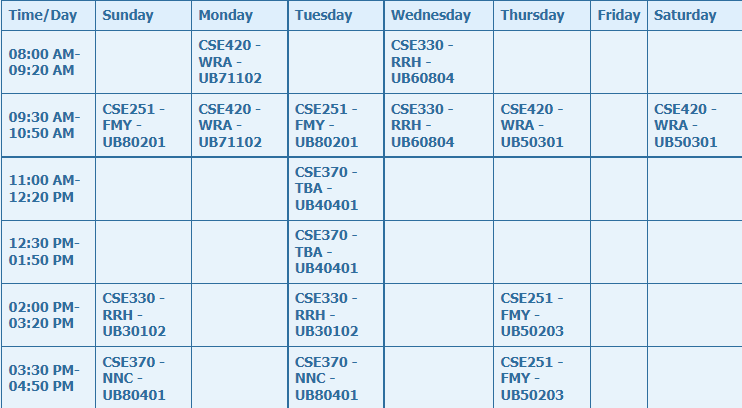 Time/Day Sunday Monday Tuesday Wednesday Thursday Friday Saturday
08:00 AM-
09:20 AM
CSE420 -
WRA -
UB71102
CSE330 -
RRH -
UB60804
09:30 AM-
10:50 AM
CSE251 -
FMY -
UB80201
CSE420 -
WRA -
UB71102
CSE251 -
FMY -
UB80201
CSE330 -
RRH -
UB60804
CSE420 -
WRA -
UB50301
CSE420 -
WRA -
UB50301
11:00 AM-
12:20 PM
CSE370 -
TBA -
UB40401
12:30 PM-
01:50 PM
CSE370 -
TBA -
UB40401
02:00 PM-
03:20 PM
CSE330 -
RRH -
UB30102
CSE330 -
RRH -
UB30102
CSE251 -
FMY -
UB50203
03:30 PM-
04:50 PM
CSE370 -
NNC -
UB80401
CSE370 -
NNC -
UB80401
CSE251 -
FMY -
UB50203